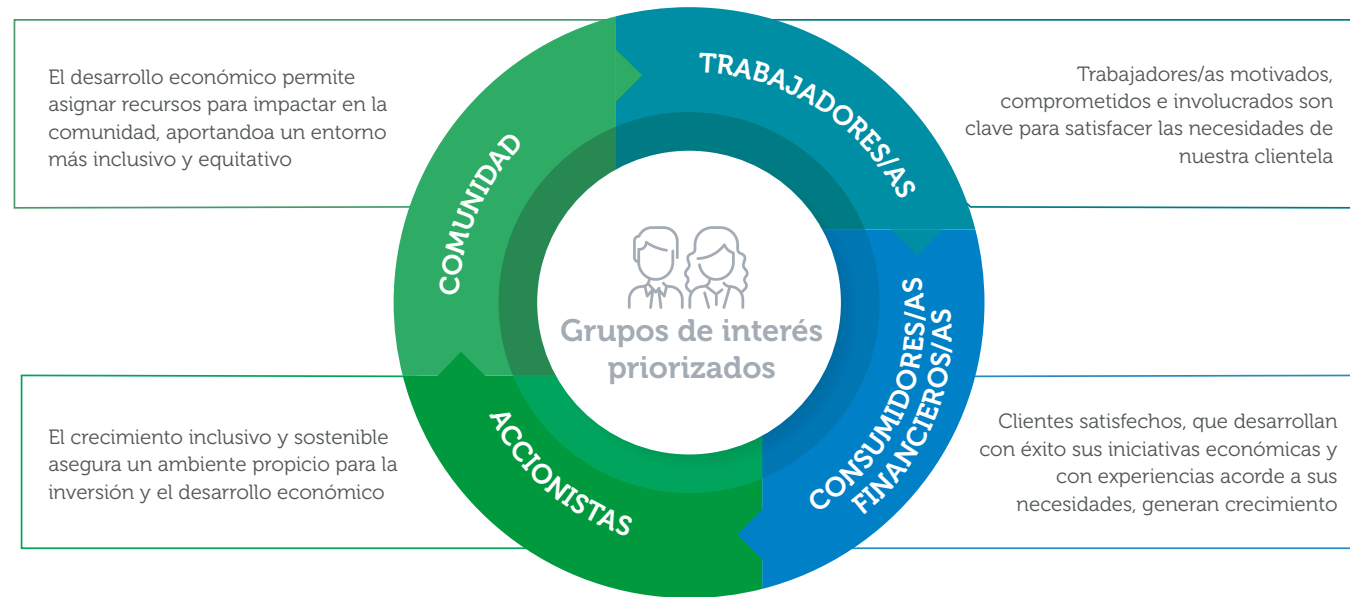 El desarrollo económico permite
asignar recursos para impactar en la
comunidad, aportandoa un entorno
más inclusivo y equitativo
COMUNIDAD
TRABAJADORES/AS
Trabajadores/as motivados,
comprometidos e involucrados son
clave para satisfacer las necesidades de
nuestra clientela
Grupos de interés
priorizados
El crecimiento inclusivo y sostenible
asegura un ambiente propicio para la
inversión y el desarrollo económico
ACCIONISTAS
CONSUMIDORES/AS
FINANCIEROS/AS
Clientes satisfechos, que desarrollan
con éxito sus iniciativas económicas y
con experiencias acorde a sus
necesidades, generan crecimiento